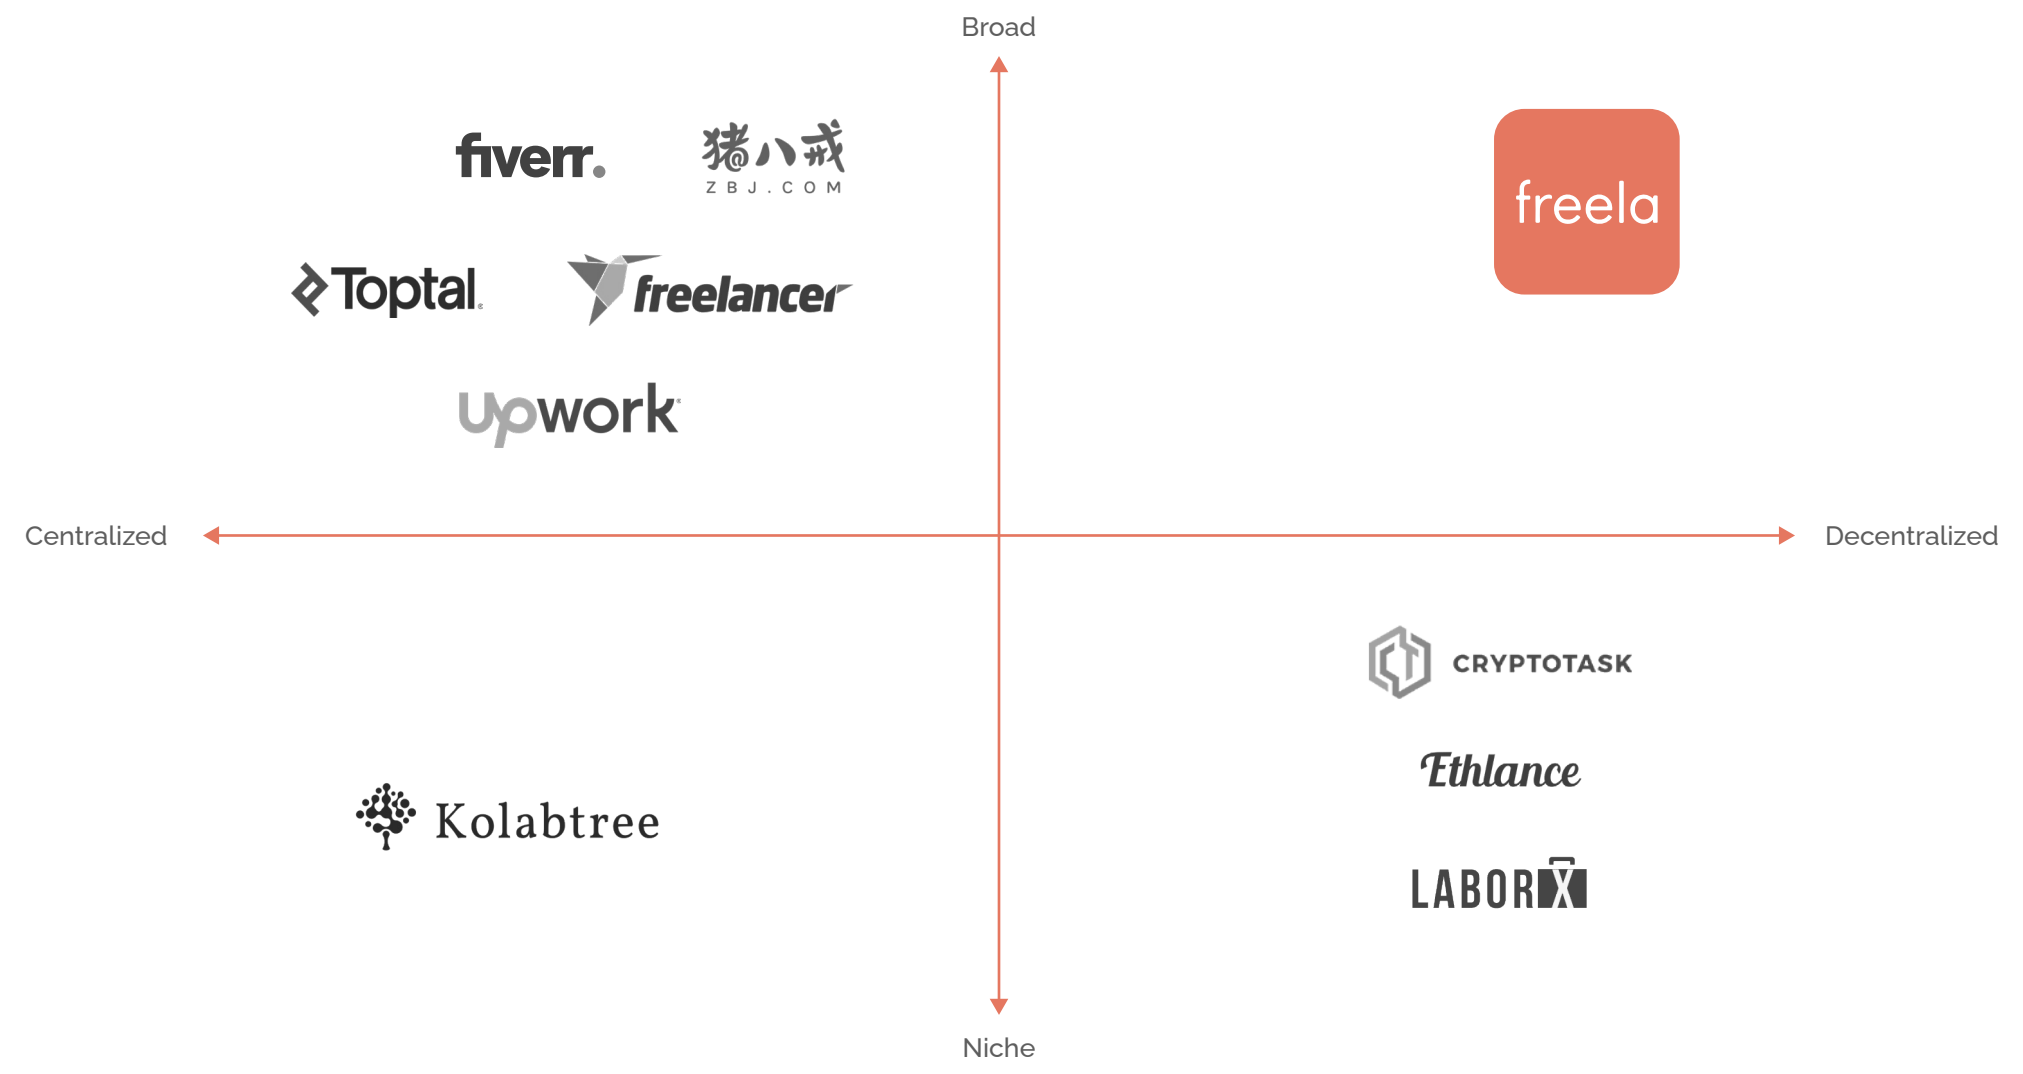 Broad
fiverr.
猪八戒
ZBJ.COM
freela
Toptal
freelancer
upwork
Centralized
Decentralized
CRYPTOTASK
Ethlance
Kolabtree
LABORX
Niche